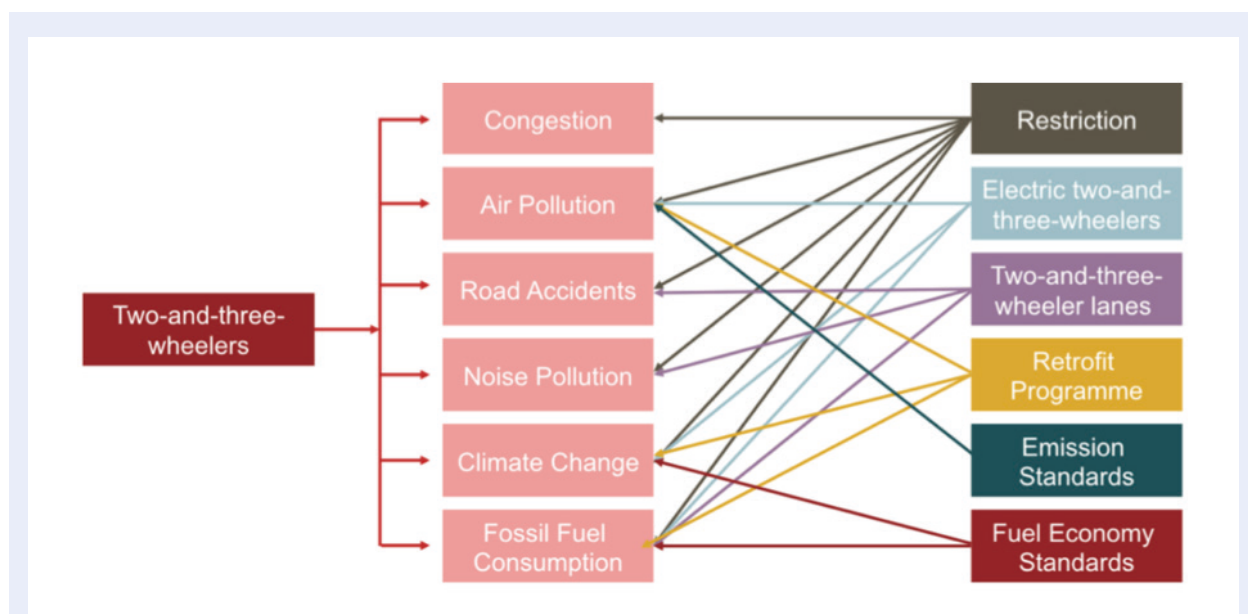 Two-and-three-
wheelers
Congestion
Air Pollution
Road Accidents
Noise Pollution
Climate Change
Fossil Fuel
Consumption
Restriction
Electric two-and-
three-wheelers
Two-and-three-
wheeler lanes
Retrofit
Programme
Emission
Standards
Fuel Economy
Standards